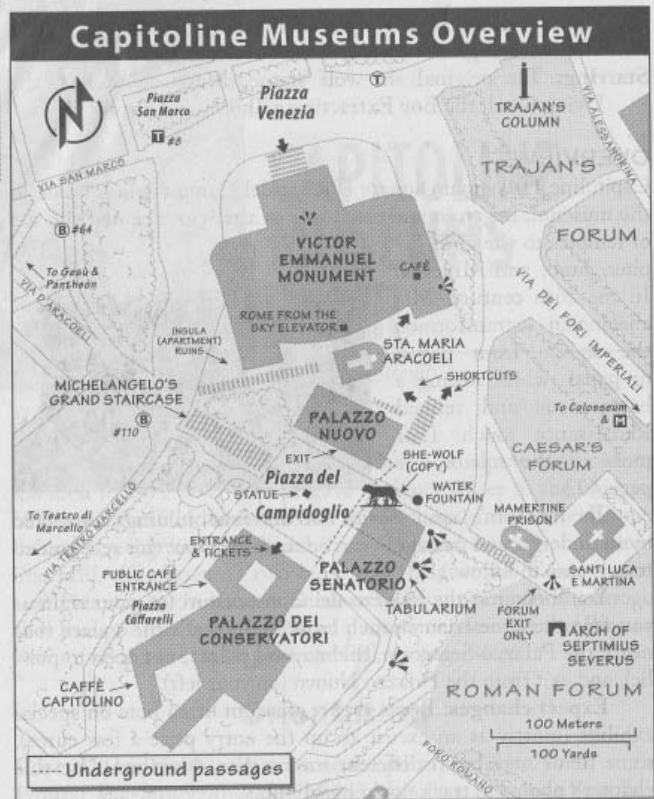 Capitoline Museums Overview
Piazza
San Marco
T #8
Piazza
Venezia
T
TRAJAN'S
COLUMN
VIA ALESSANDRINA
VIA SAN MARCO
TRAJAN'S
FORUM
B #64
To Gesù &
Pantheon
VIA D'ARACOELI
VICTOR
EMMANUEL
MONUMENT
CAFÉ
ROME FROM THE
SKY ELEVATOR
VIA DEI FORI IMPERIALI
INSULA
(APARTMENT)
RUINS
STA. MARIA
ARACOELI
SHORTCUTS
MICHELANGELO'S
GRAND STAIRCASE
B
#110
To Colosseum
& M
PALAZZO
NUOVO
EXIT
CAESAR'S
FORUM
SHE-WOLF
(COPY)
Piazza del
Campidoglia
STATUE
WATER
FOUNTAIN
MAMERTINE
PRISON
To Teatro di
Marcello
VIA TEATRO MARCELLO
ENTRANCE
& TICKETS
PUBLIC CAFÉ
ENTRANCE
PALAZZO
SENATORIO
SANTI LUCA
E MARTINA
Piazza
Caffarelli
PALAZZO DEI
CONSERVATORI
TABULARIUM
FORUM
EXIT
ONLY
ARCH OF
SEPTIMIUS
SEVERUS
CAFFÈ
CAPITOLINO
ROMAN FORUM
100 Meters
100 Yards
---- Underground passages
FORO ROMANO